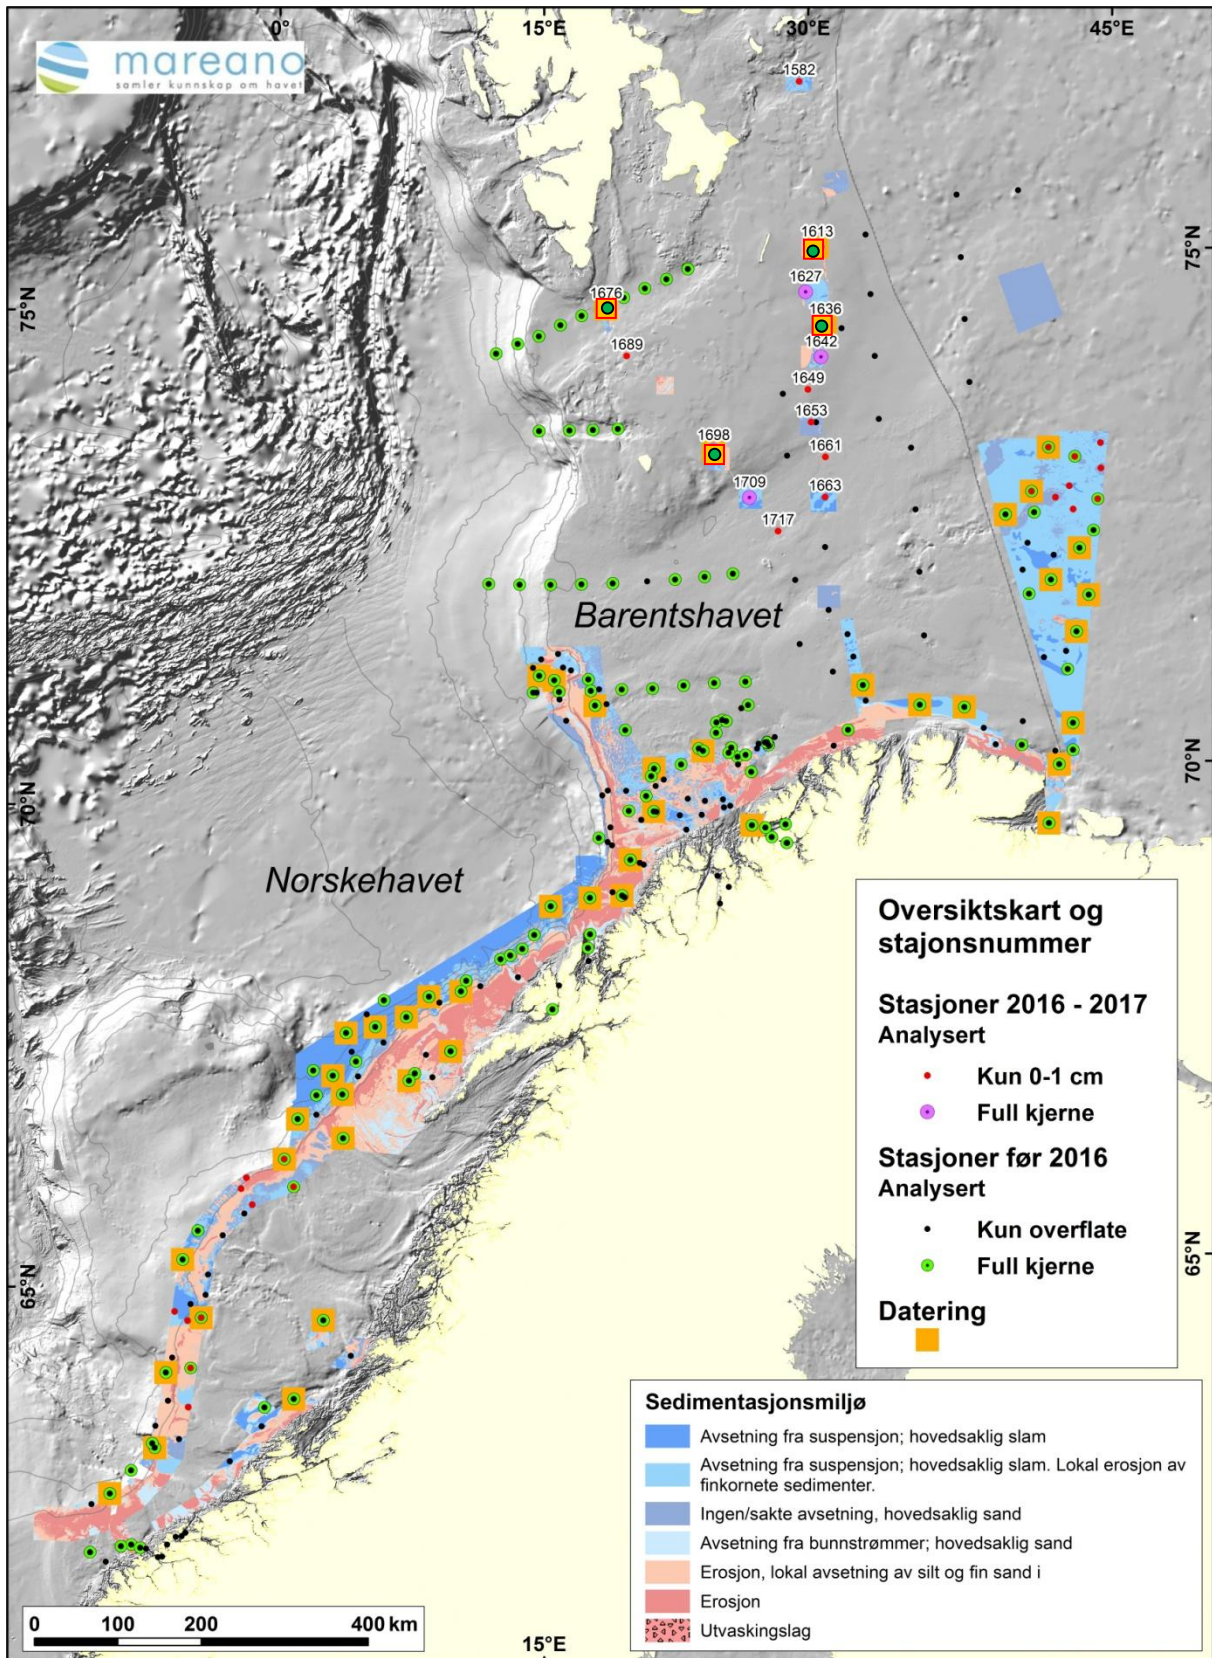 0°
15°E
30°E
45°E
mareano
samler kunnskap om havet
1582
75°N
75°N
1613
1627
1676
1636
1642
1689
1649
1653
1698
1661
1709
1663
1717
Barentshavet
70°N
70°N
Norskehavet
65°N
65°N
Oversiktskart og
stajonsnummer
Stasjoner 2016 - 2017
Analysert
Kun 0-1 cm
Full kjerne
Stasjoner før 2016
Analysert
Kun overflate
Full kjerne
Datering
Sedimentasjonsmiljø
Avsetning fra suspensjon; hovedsaklig slam
Avsetning fra suspensjon; hovedsaklig slam. Lokal erosjon av
finkornete sedimenter.
Ingen/sakte avsetning, hovedsaklig sand
Avsetning fra bunnstrømmer; hovedsaklig sand
Erosjon, lokal avsetning av silt og fin sand i
Erosjon
Utvaskingslag
0 100 200 400 km
15°E